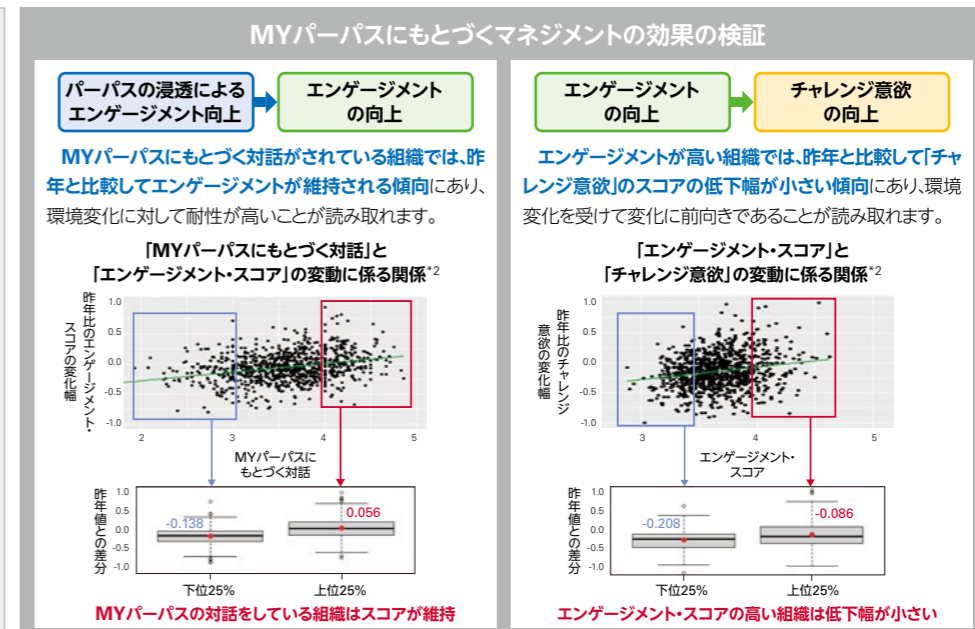 MYパーパスにもとづくマネジメントの効果の検証
パーパスの浸透による
エンゲージメント向上
エンゲージメント
の向上
MYパーパスにもとづく対話がされている組織では、昨
年と比較してエンゲージメントが維持される傾向にあり、
環境変化に対して耐性が高いことが読み取れます。
「MYパーパスにもとづく対話」と
「エンゲージメント・スコア」の変動に係る関係*2
昨年比のエンゲージメント・
スコアの変化幅
1.0
0.5
0.0
-0.5
-1.0
2 3 4 5
MYパーパスに
もとづく対話
昨年値との差分
1.0
0.5
0.0
-0.5
-1.0
-0.138
0.056
下位25% 上位25%
MYパーパスの対話をしている組織はスコアが維持
エンゲージメント
の向上
チャレンジ意欲
の向上
エンゲージメントが高い組織では、昨年と比較して「チャ
レンジ意欲」のスコアの低下幅が小さい傾向にあり、環境
変化を受けて変化に前向きであることが読み取れます。
「エンゲージメント・スコア」と
「チャレンジ意欲」の変動に係る関係*2
昨年比のチャレンジ
意欲の変化幅
1.0
0.5
0.0
-0.5
-1.0
3 4 5
エンゲージメント・
スコア
昨年値との差分
1.0
0.5
0.0
-0.5
-1.0
-0.208
-0.086
下位25% 上位25%
エンゲージメント・スコアの高い組織は低下幅が小さい